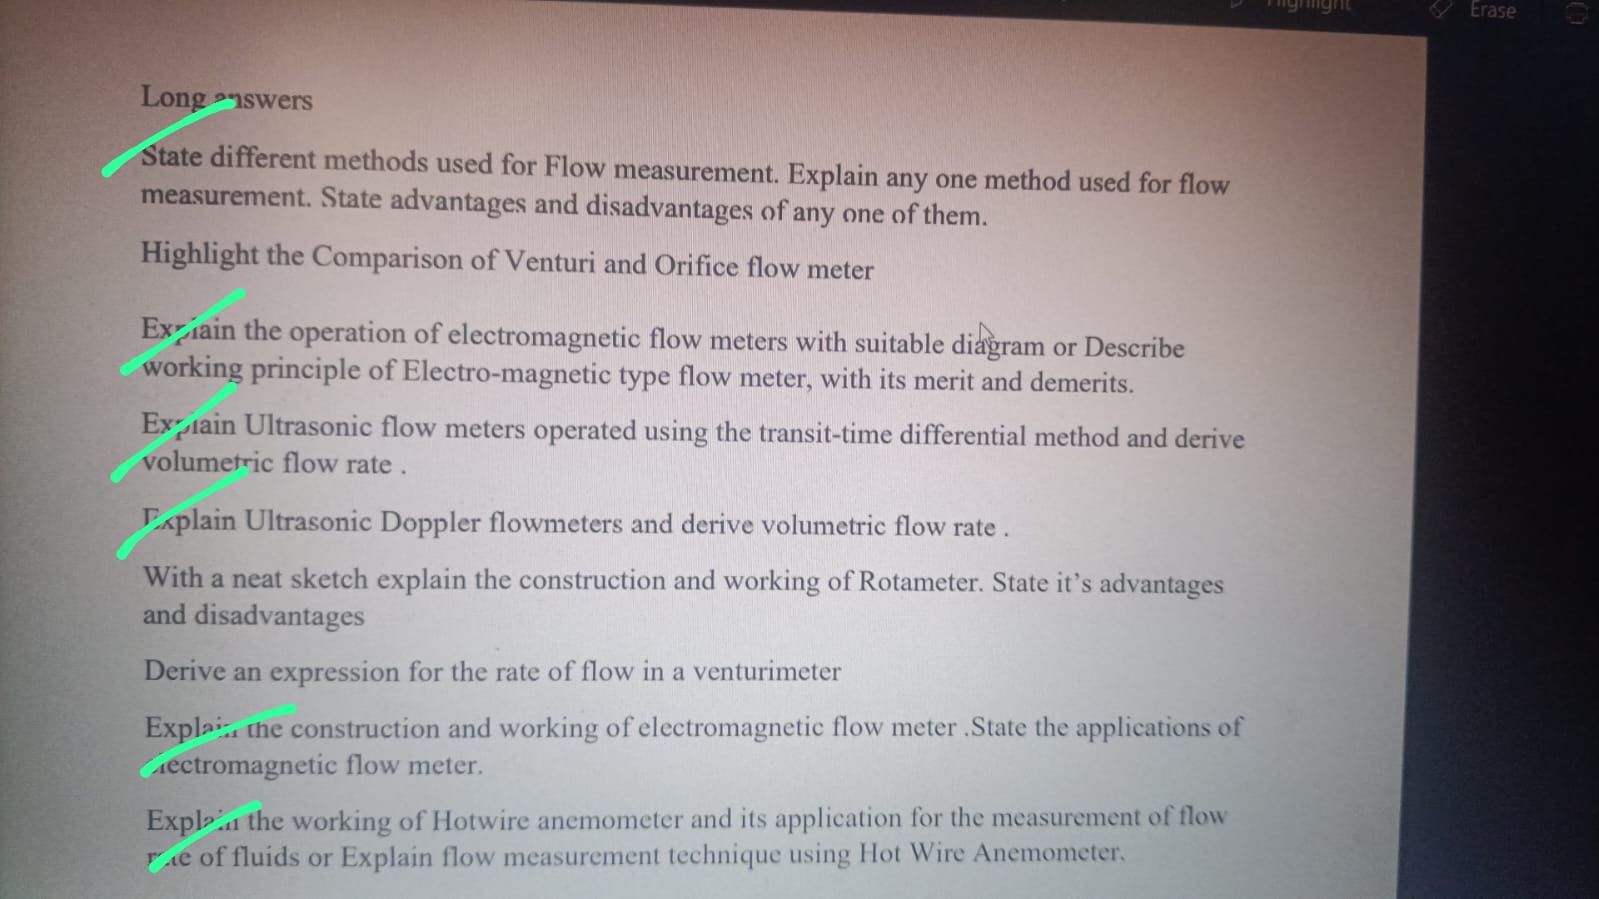 Highlight
Erase
Long answers
State different methods used for Flow measurement. Explain any one method used for flow
measurement. State advantages and disadvantages of any one of them.
Highlight the Comparison of Venturi and Orifice flow meter
Explain the operation of electromagnetic flow meters with suitable diagram or Describe
working principle of Electro-magnetic type flow meter, with its merit and demerits.
Explain Ultrasonic flow meters operated using the transit-time differential method and derive
volumetric flow rate .
Explain Ultrasonic Doppler flowmeters and derive volumetric flow rate .
With a neat sketch explain the construction and working of Rotameter. State it’s advantages
and disadvantages
Derive an expression for the rate of flow in a venturimeter
Explain the construction and working of electromagnetic flow meter .State the applications of
electromagnetic flow meter.
Explain the working of Hotwire anemometer and its application for the measurement of flow
rate of fluids or Explain flow measurement technique using Hot Wire Anemometer.